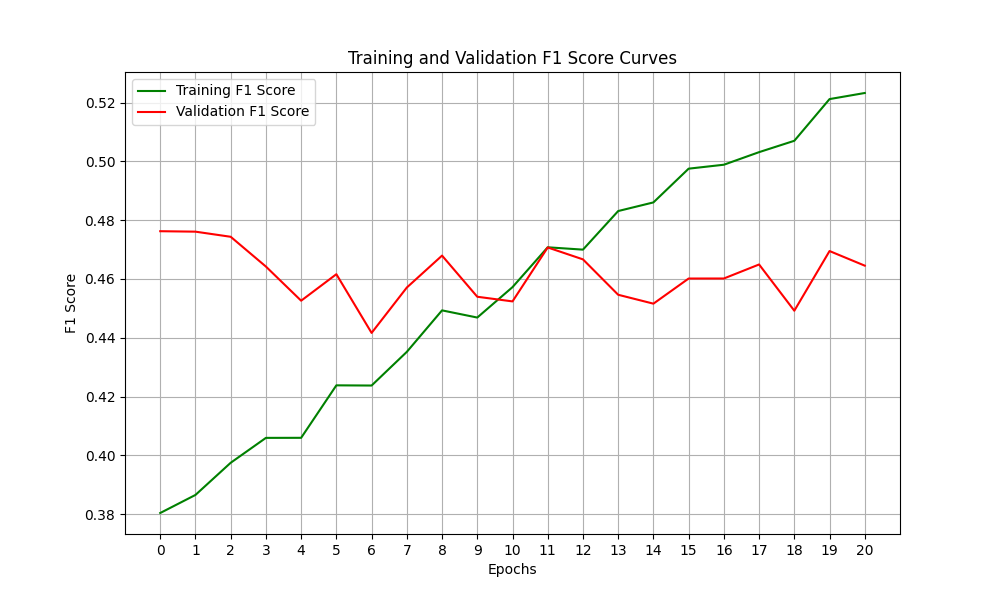 Training and Validation F1 Score Curves
Training F1 Score
Validation F1 Score
F1 Score
0.52
0.50
0.48
0.46
0.44
0.42
0.40
0.38
0 1 2 3 4 5 6 7 8 9 10 11 12 13 14 15 16 17 18 19 20
Epochs